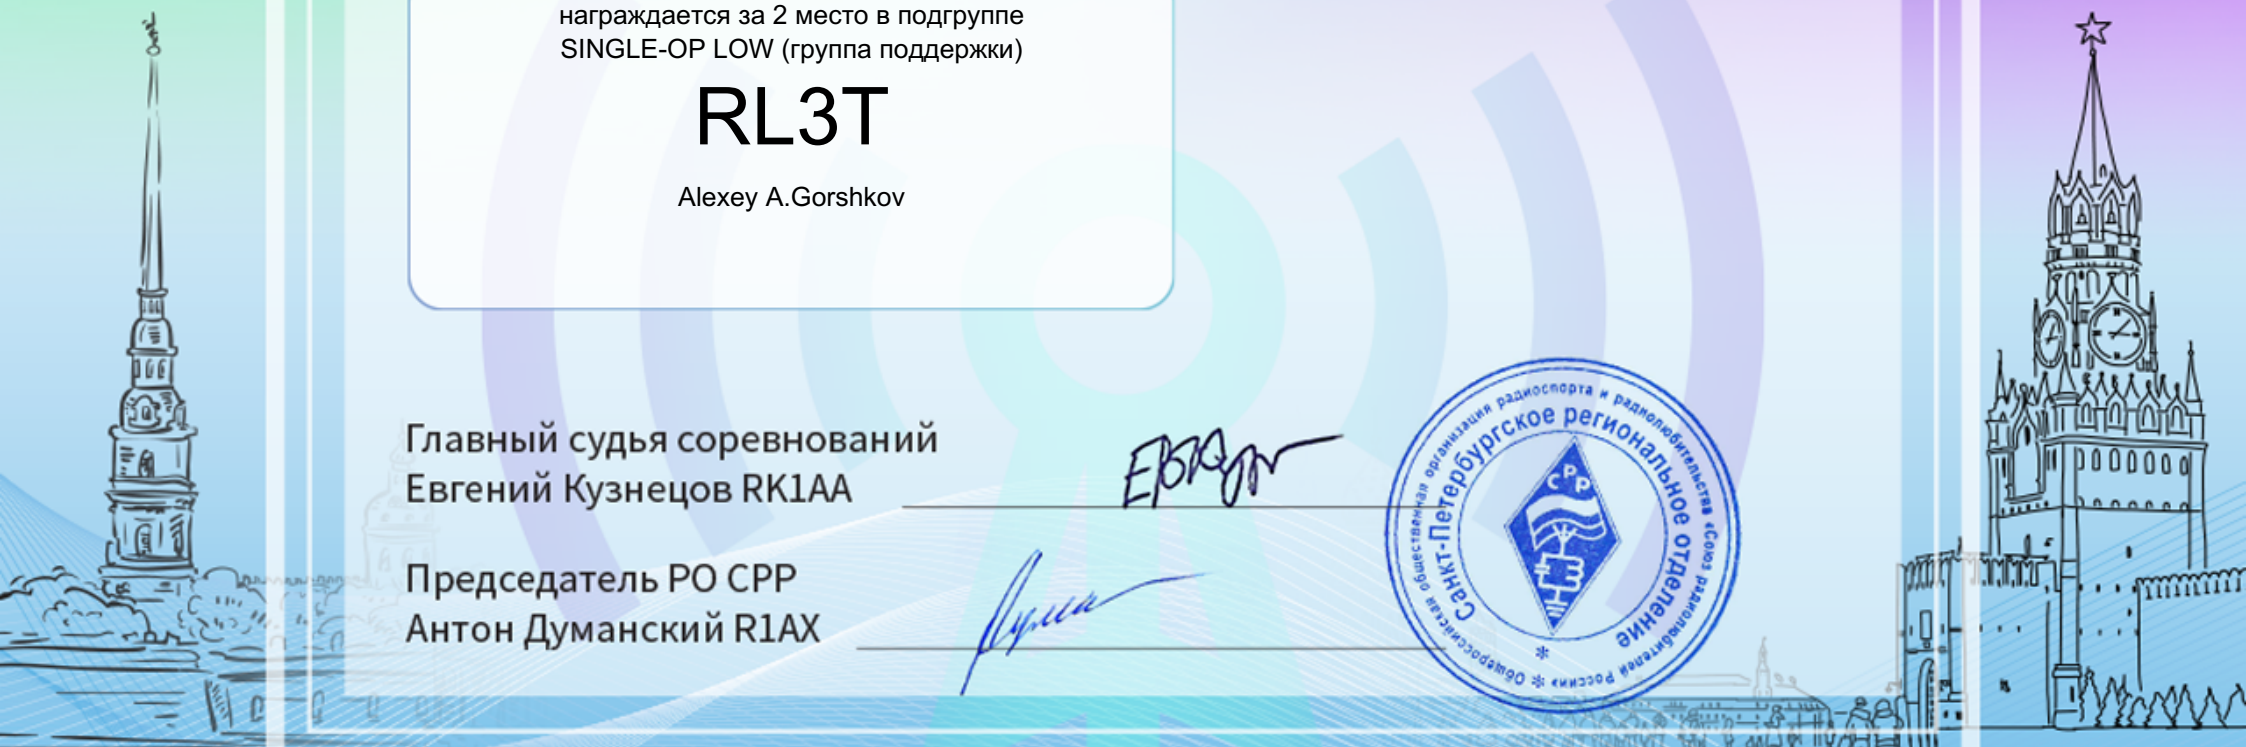 награждается за 2 место в подгруппе
SINGLE-OP LOW (группа поддержки)
RL3T
Alexey A.Gorshkov
Главный судья соревнований
Евгений Кузнецов RK1AA
Председатель РО СРР
Антон Думанский R1AX
Общероссийская общественная организация радиоспорта и радиолюбительства «Союз радиолюбителей России»
Санкт-Петербургское региональное отделение
СРР